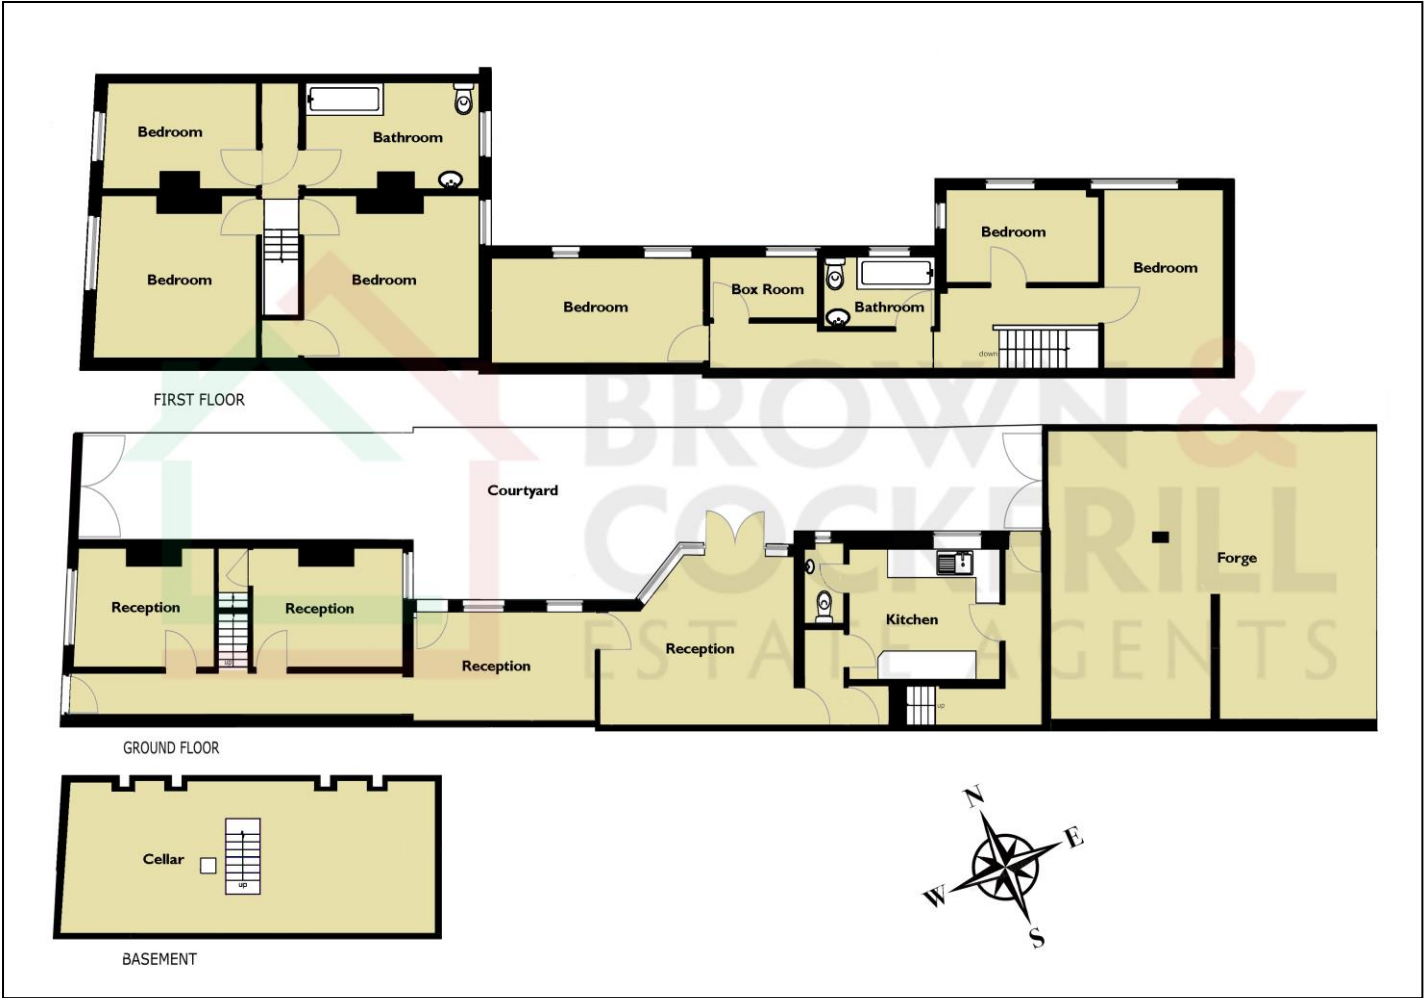 Bedroom
Bathroom
Bedroom
Bedroom
Bedroom
Box Room
Bathroom
Bedroom
Bedroom
down
FIRST FLOOR
BROWN &
COCKERILL
ESTATE AGENTS
Courtyard
Forge
Reception
Reception
Reception
Reception
Kitchen
up
up
GROUND FLOOR
Cellar
up
BASEMENT
N
E
W
S